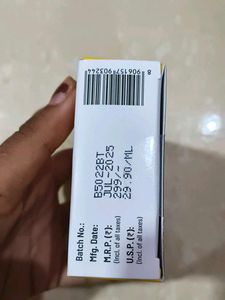 8 906157 903244
Batch No.: B5022BT
Mfg. Date: JUL-2025
M.R.P. (₹): 299/-
(Incl. of all taxes)
U.S.P. (₹): 29.90/ML
(Incl. of all taxes)